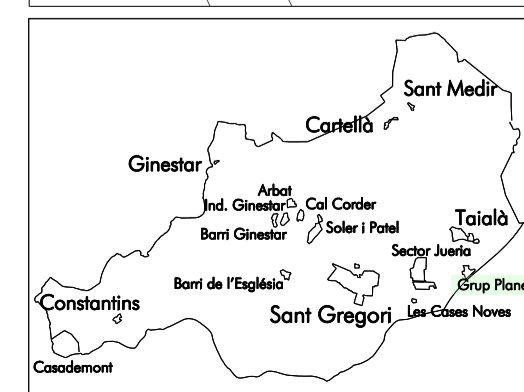 Sant Medir
Cartellà
Ginestar
Arbat
Ind. Ginestar
Cal Corder
Taialà
Barri Ginestar
Soler i Patel
Sector Jueria
Barri de l'Església
Grup Plane
Constantins
Sant Gregori
Les Cases Noves
Casademont